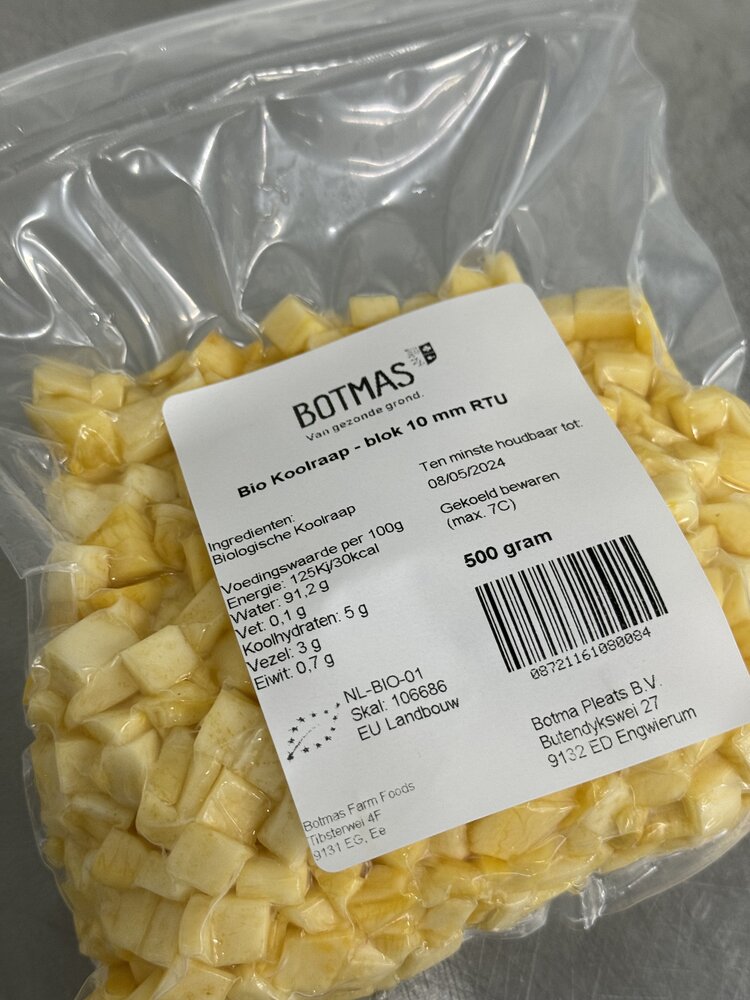 BOTMAS
Van gezonde grond.
Bio Koolraap - blok 10 mm RTU
Ingredienten:
Biologische Koolraap
Voedingswaarde per 100g
Energie: 125Kj/30kcal
Water: 91,2 g
Vet: 0,1 g
Koolhydraten: 5 g
Vezel: 3 g
Eiwit: 0,7 g
Ten minste houdbaar tot:
08/05/2024
Gekoeld bewaren
(max. 7C)
500 gram
08721161080084
NL-BIO-01
Skal: 106686
EU Landbouw
Botma Pleats B.V.
Butendykswei 27
9132 ED Engwierum
Botmas Farm Foods
Tibsterwei 4F
9131 EG, Ee